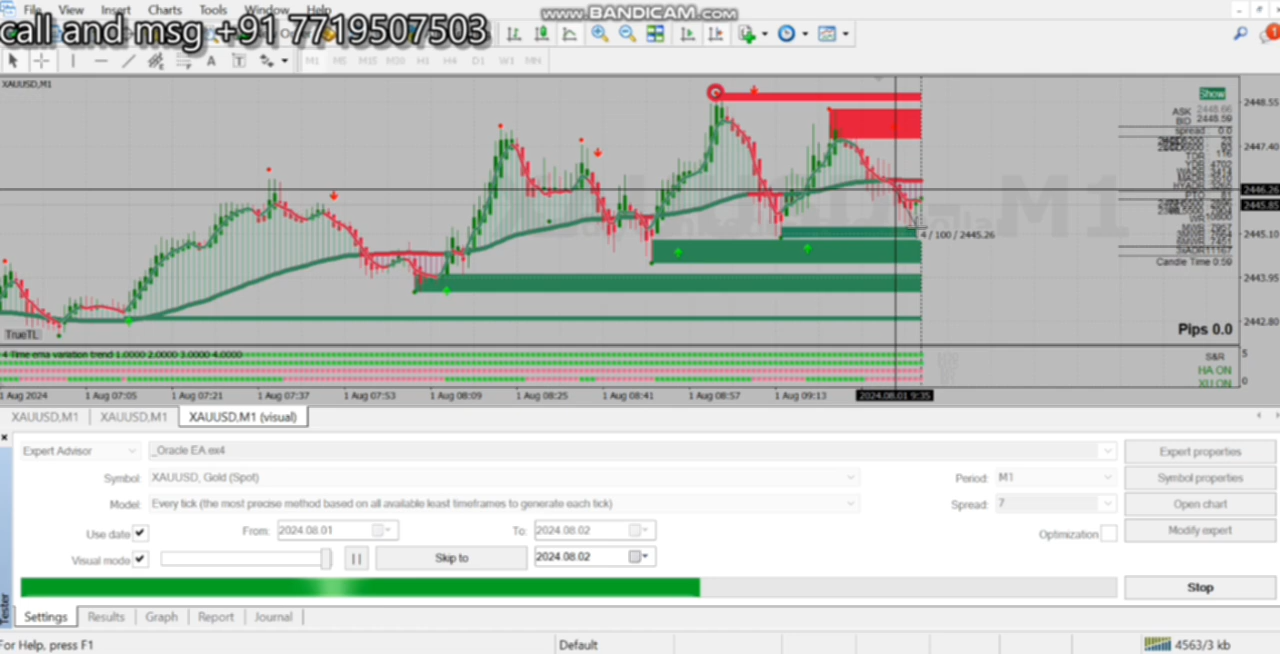 www.BANDICAM.com
File View Insert Charts Tools Window Help
call and msg +91 7719507503
M1 M5 M15 M30 H1 H4 D1 W1 MN
XAUUSD,M1
Show
ASK 2448.66
BID 2448.59
spread : 0.0
2448.55
2447.40
2446.26
2445.85
4 / 100 / 2445.26
2445.10
Candle Time 0:59
2443.95
2442.80
TrueTL
Pips 0.0
4 Time ema variation trend 1.0000 2.0000 3.0000 4.0000
S&R
5
HA ON
XU ON
0
1 Aug 2024 1 Aug 07:05 1 Aug 07:21 1 Aug 07:37 1 Aug 07:53 1 Aug 08:09 1 Aug 08:25 1 Aug 08:41 1 Aug 08:57 1 Aug 09:13 2024.08.01 9:35
XAUUSD,M1 XAUUSD,M1 XAUUSD,M1 (visual)
Expert Advisor _Oracle EA.ex4 Expert properties
Symbol: XAUUSD, Gold (Spot) Period: M1 Symbol properties
Model: Every tick (the most precise method based on all available least timeframes to generate each tick) Spread: 7 Open chart
Use date From: 2024.08.01 To: 2024.08.02 Optimization Modify expert
Visual mode Skip to 2024.08.02
Stop
Tester
Settings Results Graph Report Journal
For Help, press F1 Default 4563/3 kb